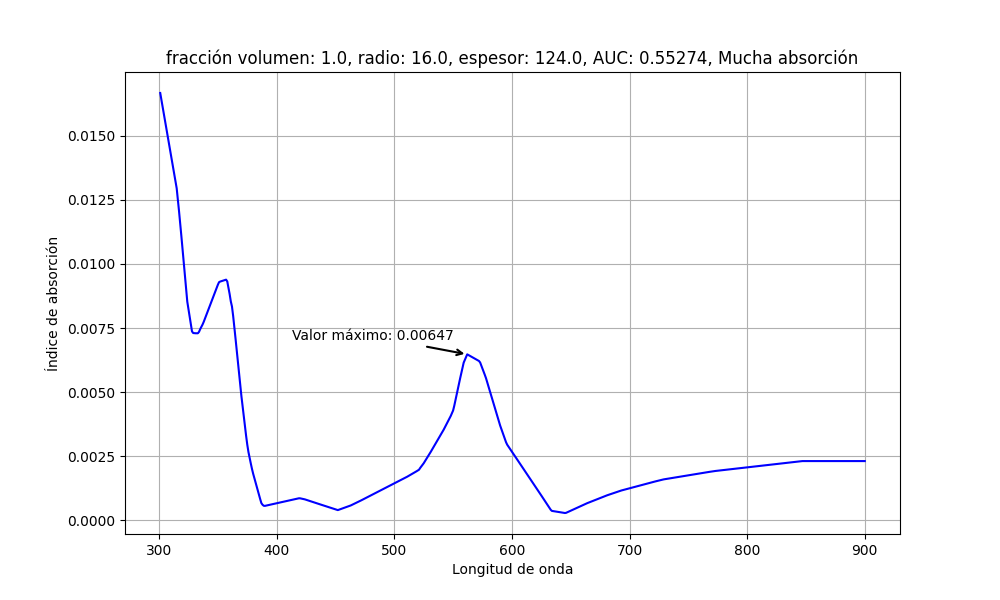 fracción volumen: 1.0, radio: 16.0, espesor: 124.0, AUC: 0.55274, Mucha absorción
Índice de absorción
0.0150
0.0125
0.0100
0.0075
0.0050
0.0025
0.0000
Valor máximo: 0.00647
300 400 500 600 700 800 900
Longitud de onda